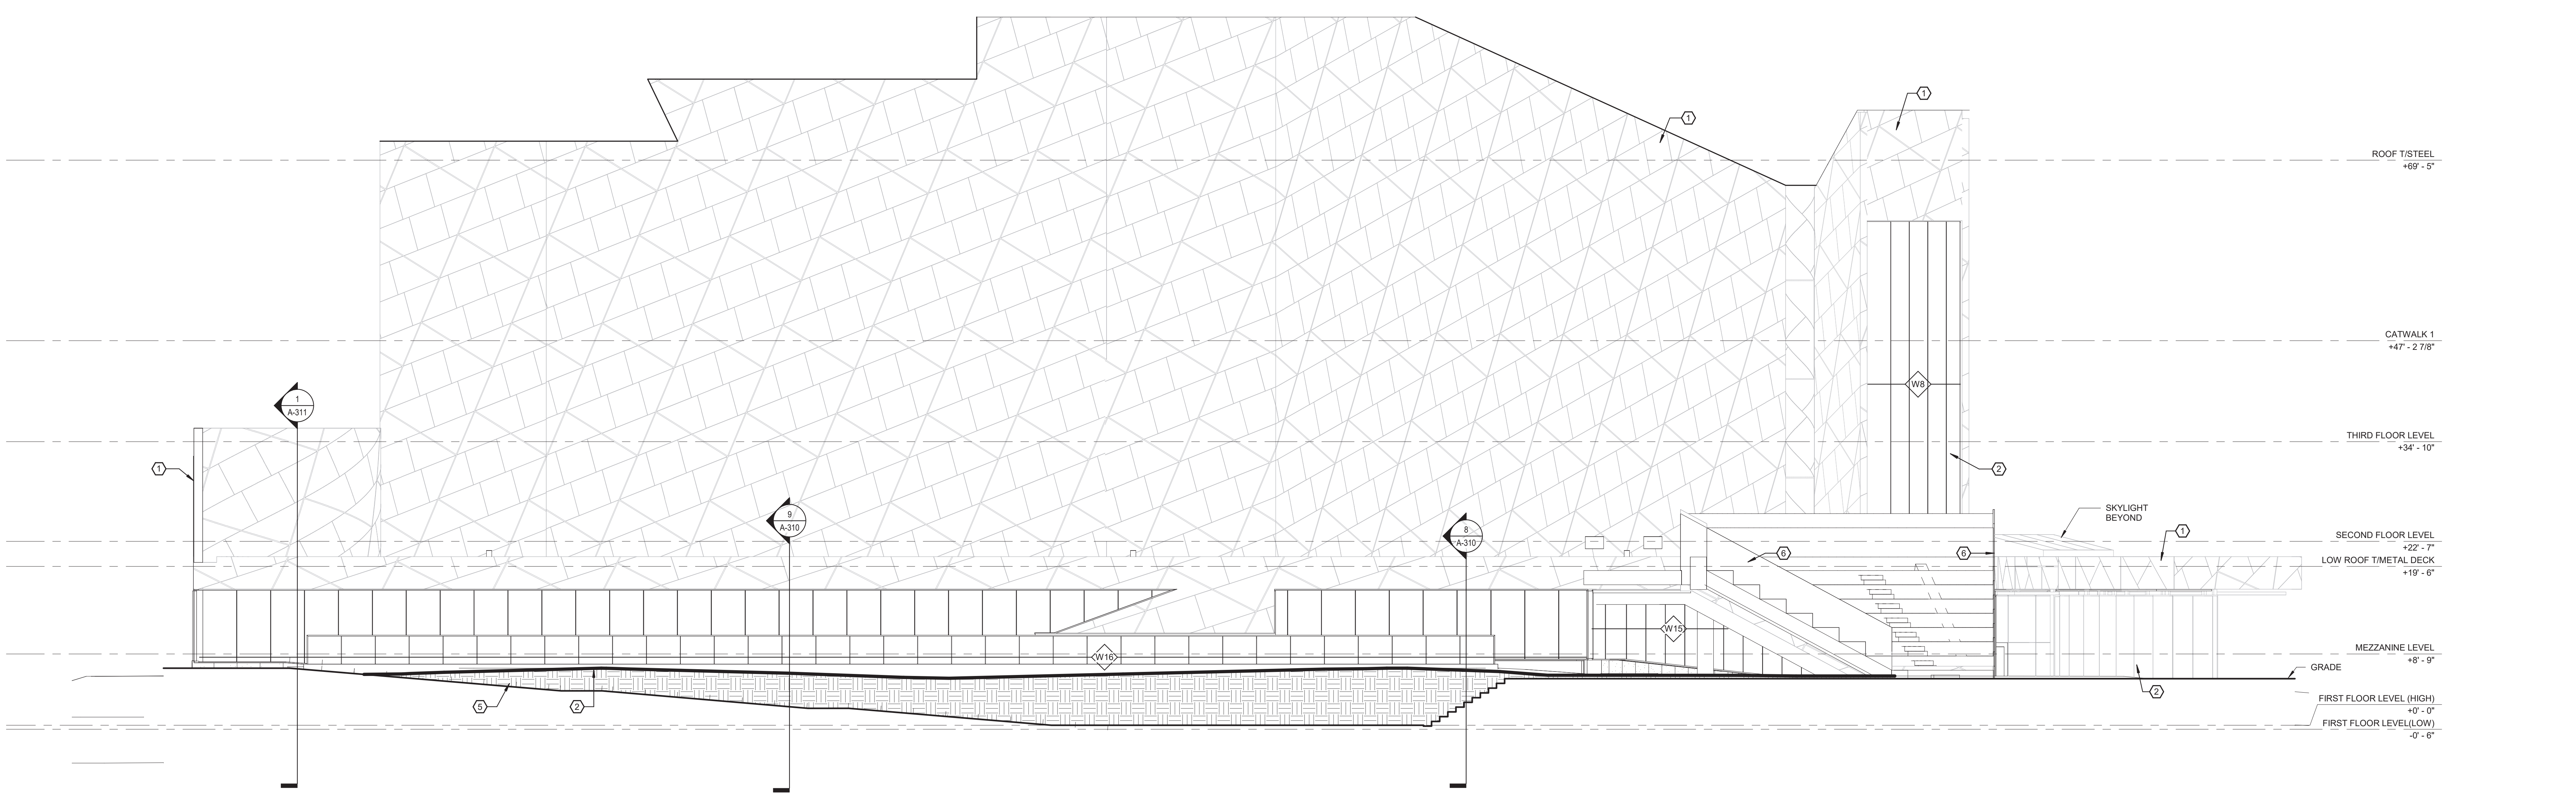 1
1
ROOF T/STEEL
+69' - 5"
CATWALK 1
+47' - 2 7/8"
W8
1
A-311
THIRD FLOOR LEVEL
+34' - 10"
1
2
9
A-310
8
A-310
SKYLIGHT
BEYOND
1
6
6
SECOND FLOOR LEVEL
+22' - 7"
LOW ROOF T/METAL DECK
+19' - 6"
W15
W16
MEZZANINE LEVEL
+8' - 9"
GRADE
5
2
2
FIRST FLOOR LEVEL (HIGH)
+0' - 0"
FIRST FLOOR LEVEL(LOW)
-0' - 6"